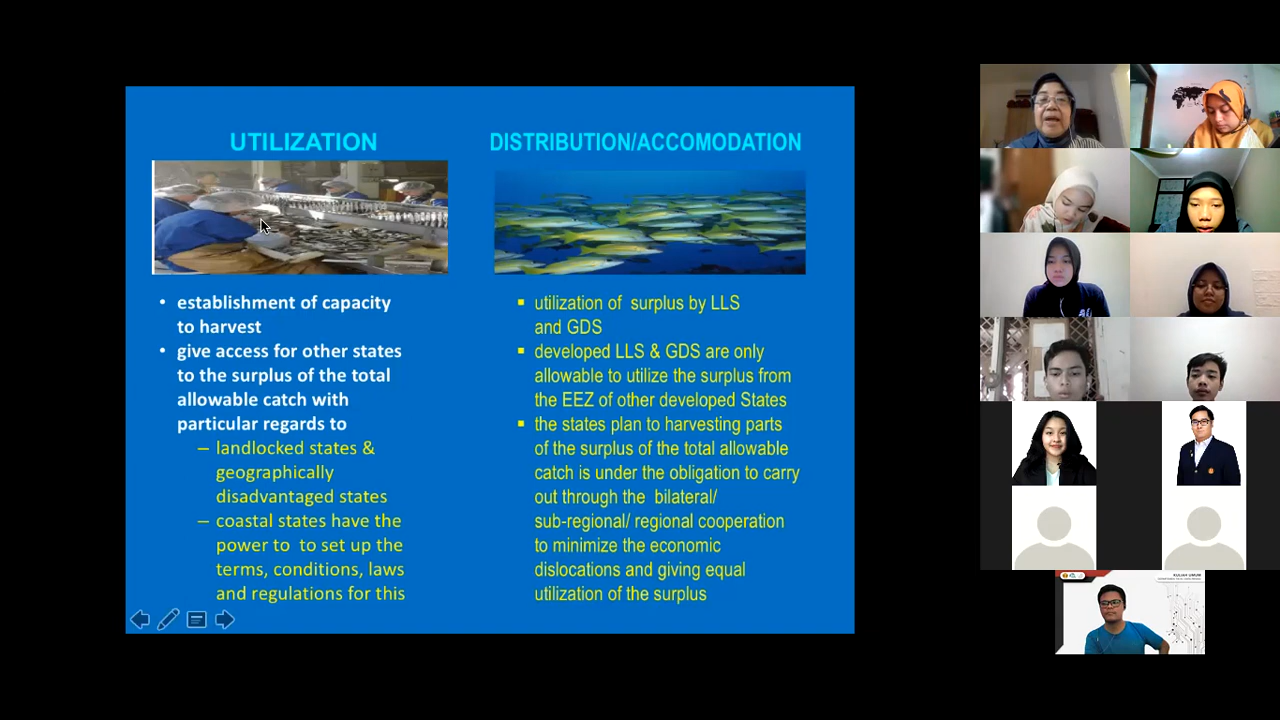 UTILIZATION
• establishment of capacity
to harvest
• give access for other states
to the surplus of the total
allowable catch with
particular regards to
– landlocked states &
geographically
disadvantaged states
– coastal states have the
power to  to set up the
terms, conditions, laws
and regulations for this
DISTRIBUTION/ACCOMODATION
▪ utilization of  surplus by LLS
and GDS
▪ developed LLS & GDS are only
allowable to utilize the surplus from
the EEZ of other developed States
▪ the states plan to harvesting parts
of the surplus of the total allowable
catch is under the obligation to carry
out through the  bilateral/
sub-regional/ regional cooperation
to minimize the economic
dislocations and giving equal
utilization of the surplus
KULIAH UMUM